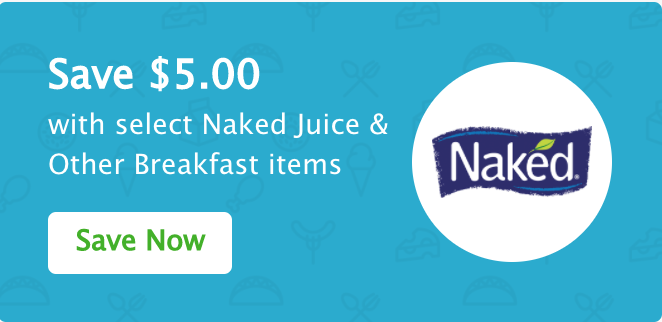 Save $5.00
with select Naked Juice &
Other Breakfast items
Save Now
Naked®